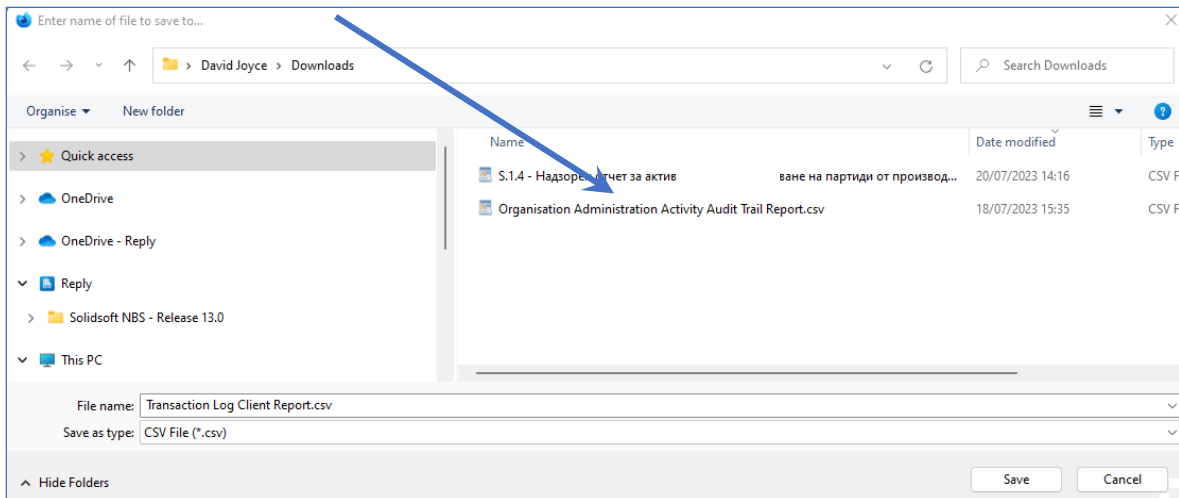 Enter name of file to save to...
David Joyce > Downloads
Search Downloads
Organise New folder
Name Date modified Type
Quick access
S.1.4 - Надзорен отчет за актив ване на партиди от производ... 20/07/2023 14:16 CSV F
OneDrive
Organisation Administration Activity Audit Trail Report.csv 18/07/2023 15:35 CSV F
OneDrive - Reply
Reply
Solidsoft NBS - Release 13.0
This PC
File name: Transaction Log Client Report.csv
Save as type: CSV File (*.csv)
Hide Folders Save Cancel